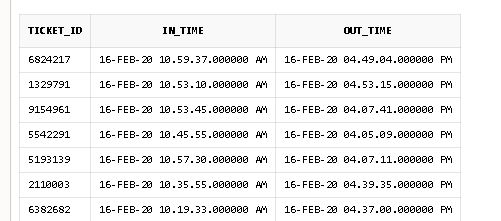 TICKET_ID IN_TIME OUT_TIME
6824217 16-FEB-20 10.59.37.000000 AM 16-FEB-20 04.49.04.000000 PM
1329791 16-FEB-20 10.53.10.000000 AM 16-FEB-20 04.53.15.000000 PM
9154961 16-FEB-20 10.53.45.000000 AM 16-FEB-20 04.07.41.000000 PM
5542291 16-FEB-20 10.45.55.000000 AM 16-FEB-20 04.05.09.000000 PM
5193139 16-FEB-20 10.57.30.000000 AM 16-FEB-20 04.07.11.000000 PM
2110003 16-FEB-20 10.35.55.000000 AM 16-FEB-20 04.39.35.000000 PM
6382682 16-FEB-20 10.19.33.000000 AM 16-FEB-20 04.37.00.000000 PM